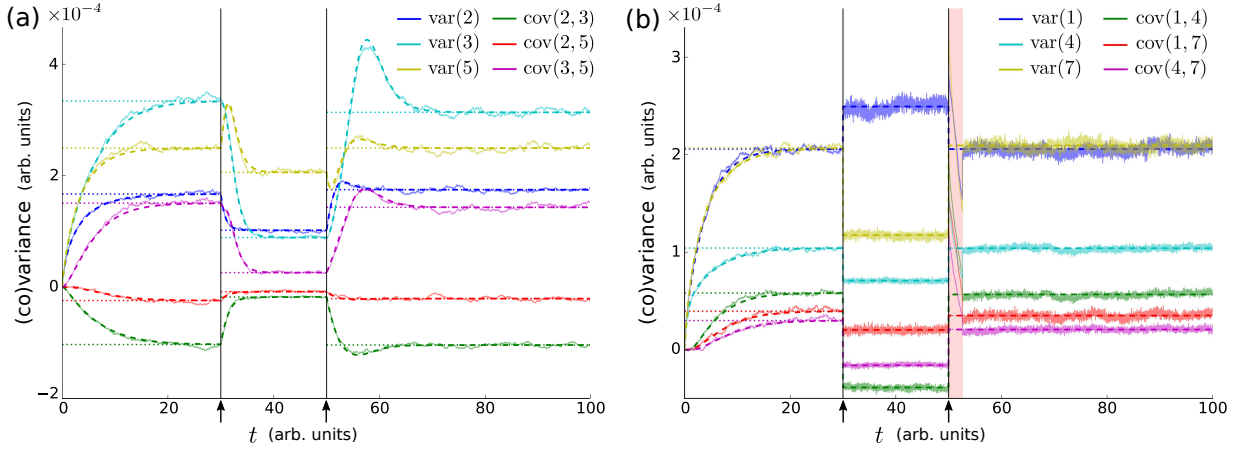 (a)
×10⁻⁴
var(2)
var(3)
var(5)
cov(2, 3)
cov(2, 5)
cov(3, 5)
(co)variance (arb. units)
4
2
0
−2
0
20
40
60
80
100
t (arb. units)
(b)
×10⁻⁴
var(1)
var(4)
var(7)
cov(1, 4)
cov(1, 7)
cov(4, 7)
(co)variance (arb. units)
3
2
1
0
0
20
40
60
80
100
t (arb. units)